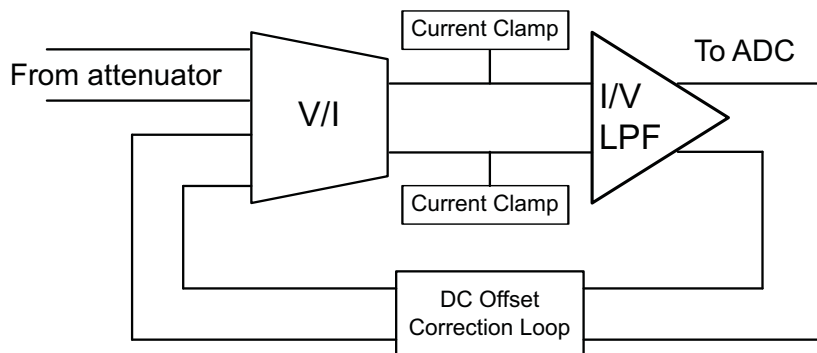 Current Clamp
To ADC
From attenuator
V/I
I/V
LPF
Current Clamp
DC Offset
Correction Loop